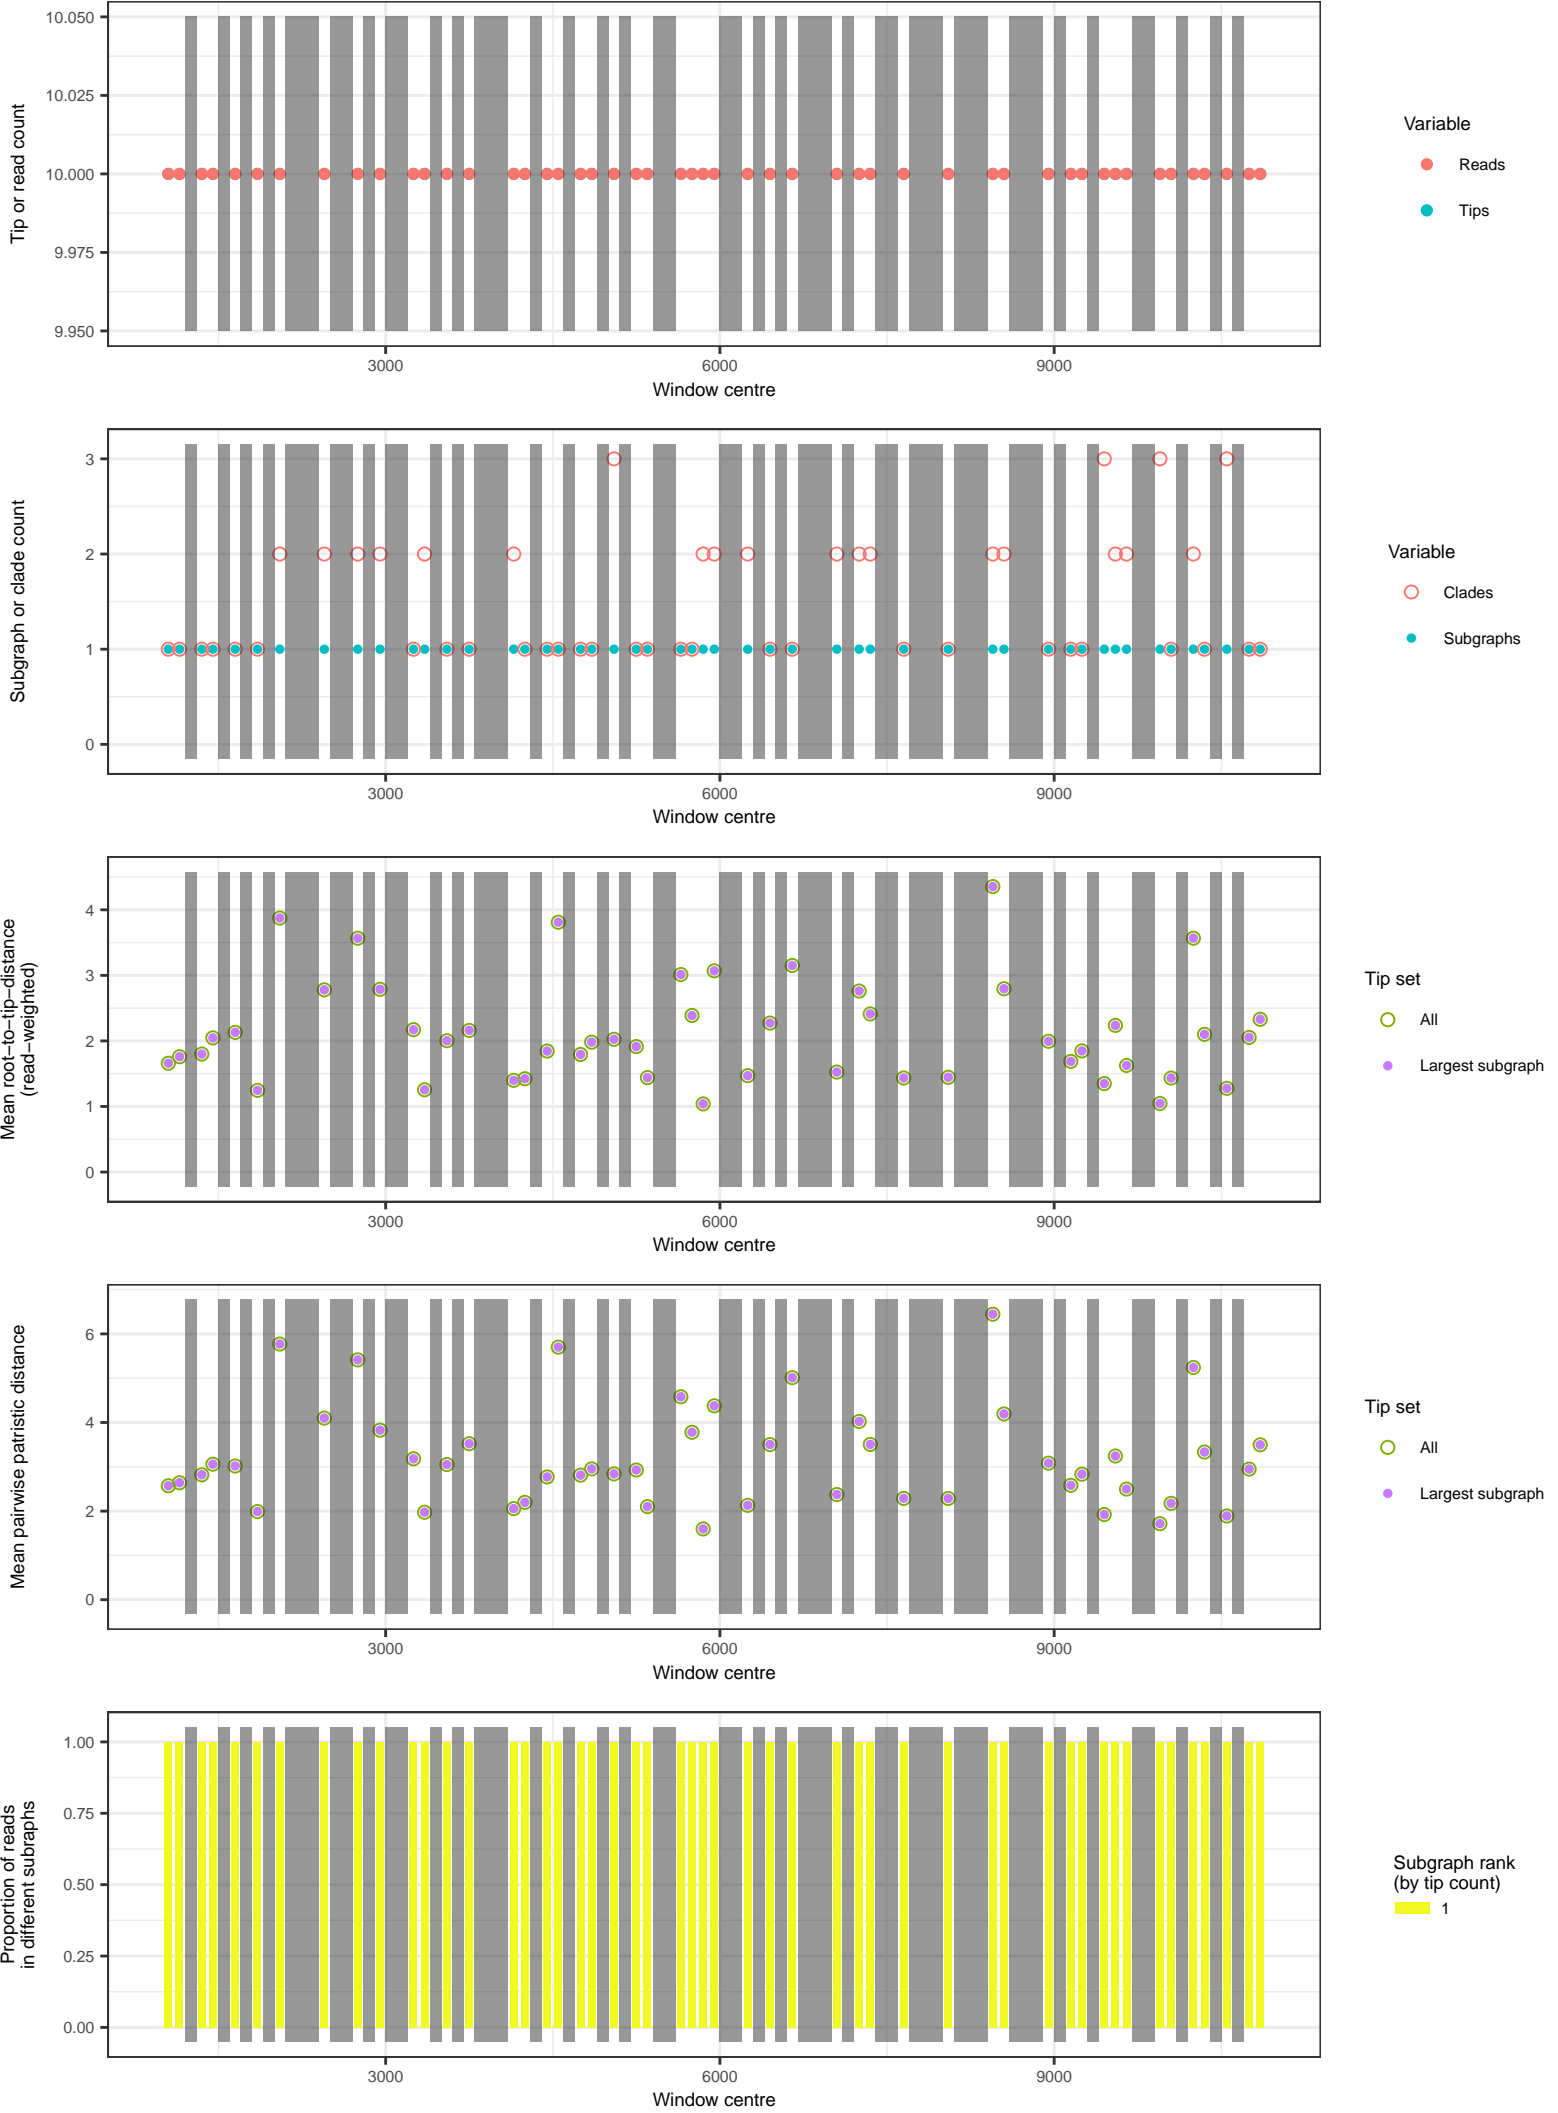 10.050
10.025
10.000
9.975
9.950
Tip or read count
3000
6000
9000
Window centre
Variable
Reads
Tips
3
2
1
0
Subgraph or clade count
3000
6000
9000
Window centre
Variable
Clades
Subgraphs
4
3
2
1
0
Mean root−to−tip−distance
(read−weighted)
3000
6000
9000
Window centre
Tip set
All
Largest subgraph
6
4
2
0
Mean pairwise patristic distance
3000
6000
9000
Window centre
Tip set
All
Largest subgraph
1.00
0.75
0.50
0.25
0.00
Proportion of reads
in different subraphs
3000
6000
9000
Window centre
Subgraph rank
(by tip count)
1